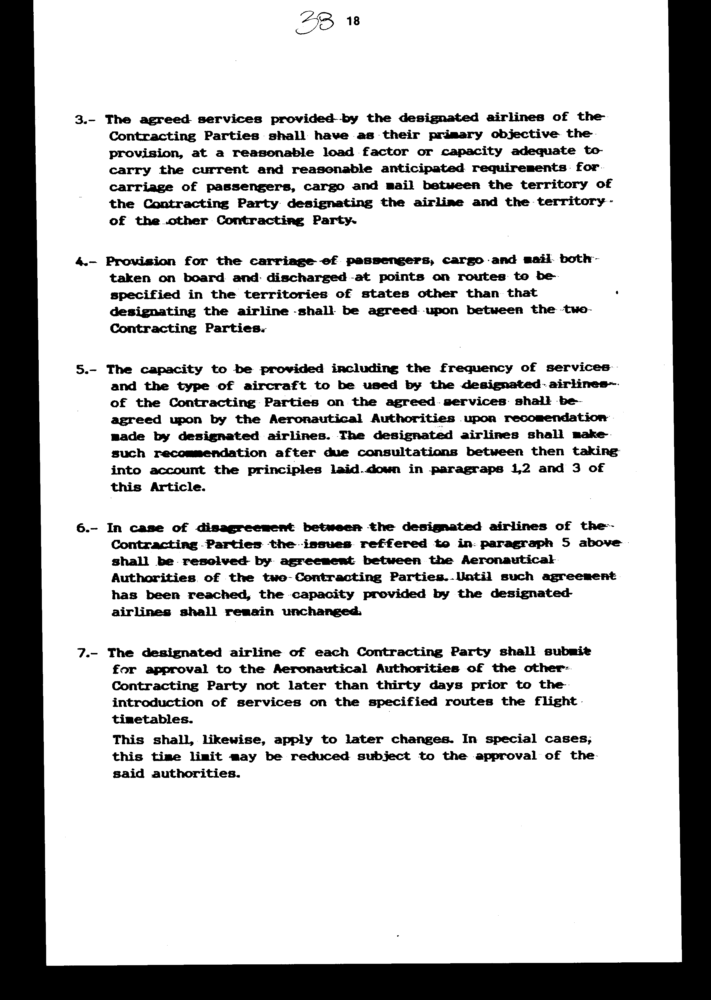 38 18
3.- The agreed services provided by the designated airlines of the
Contracting Parties shall have as their primary objective the
provision, at a reasonable load factor or capacity adequate to
carry the current and reasonable anticipated requirements for
carriage of passengers, cargo and mail between the territory of
the Contracting Party designating the airline and the territory
of the other Contracting Party.
4.- Provision for the carriage of passengers, cargo and mail both
taken on board and discharged at points on routes to be
specified in the territories of states other than that
designating the airline shall be agreed upon between the two
Contracting Parties.
5.- The capacity to be provided including the frequency of services
and the type of aircraft to be used by the designated airlines
of the Contracting Parties on the agreed services shall be
agreed upon by the Aeronautical Authorities upon recomendation
made by designated airlines. The designated airlines shall make
such recommendation after due consultations between then taking
into account the principles laid down in paragraps 1,2 and 3 of
this Article.
6.- In case of disagreement between the designated airlines of the
Contracting Parties the issues reffered to in paragraph 5 above
shall be resolved by agreement between the Aeronautical
Authorities of the two Contracting Parties. Until such agreement
has been reached, the capacity provided by the designated
airlines shall remain unchanged.
7.- The designated airline of each Contracting Party shall submit
for approval to the Aeronautical Authorities of the other
Contracting Party not later than thirty days prior to the
introduction of services on the specified routes the flight
timetables.
This shall, likewise, apply to later changes. In special cases,
this time limit may be reduced subject to the approval of the
said authorities.